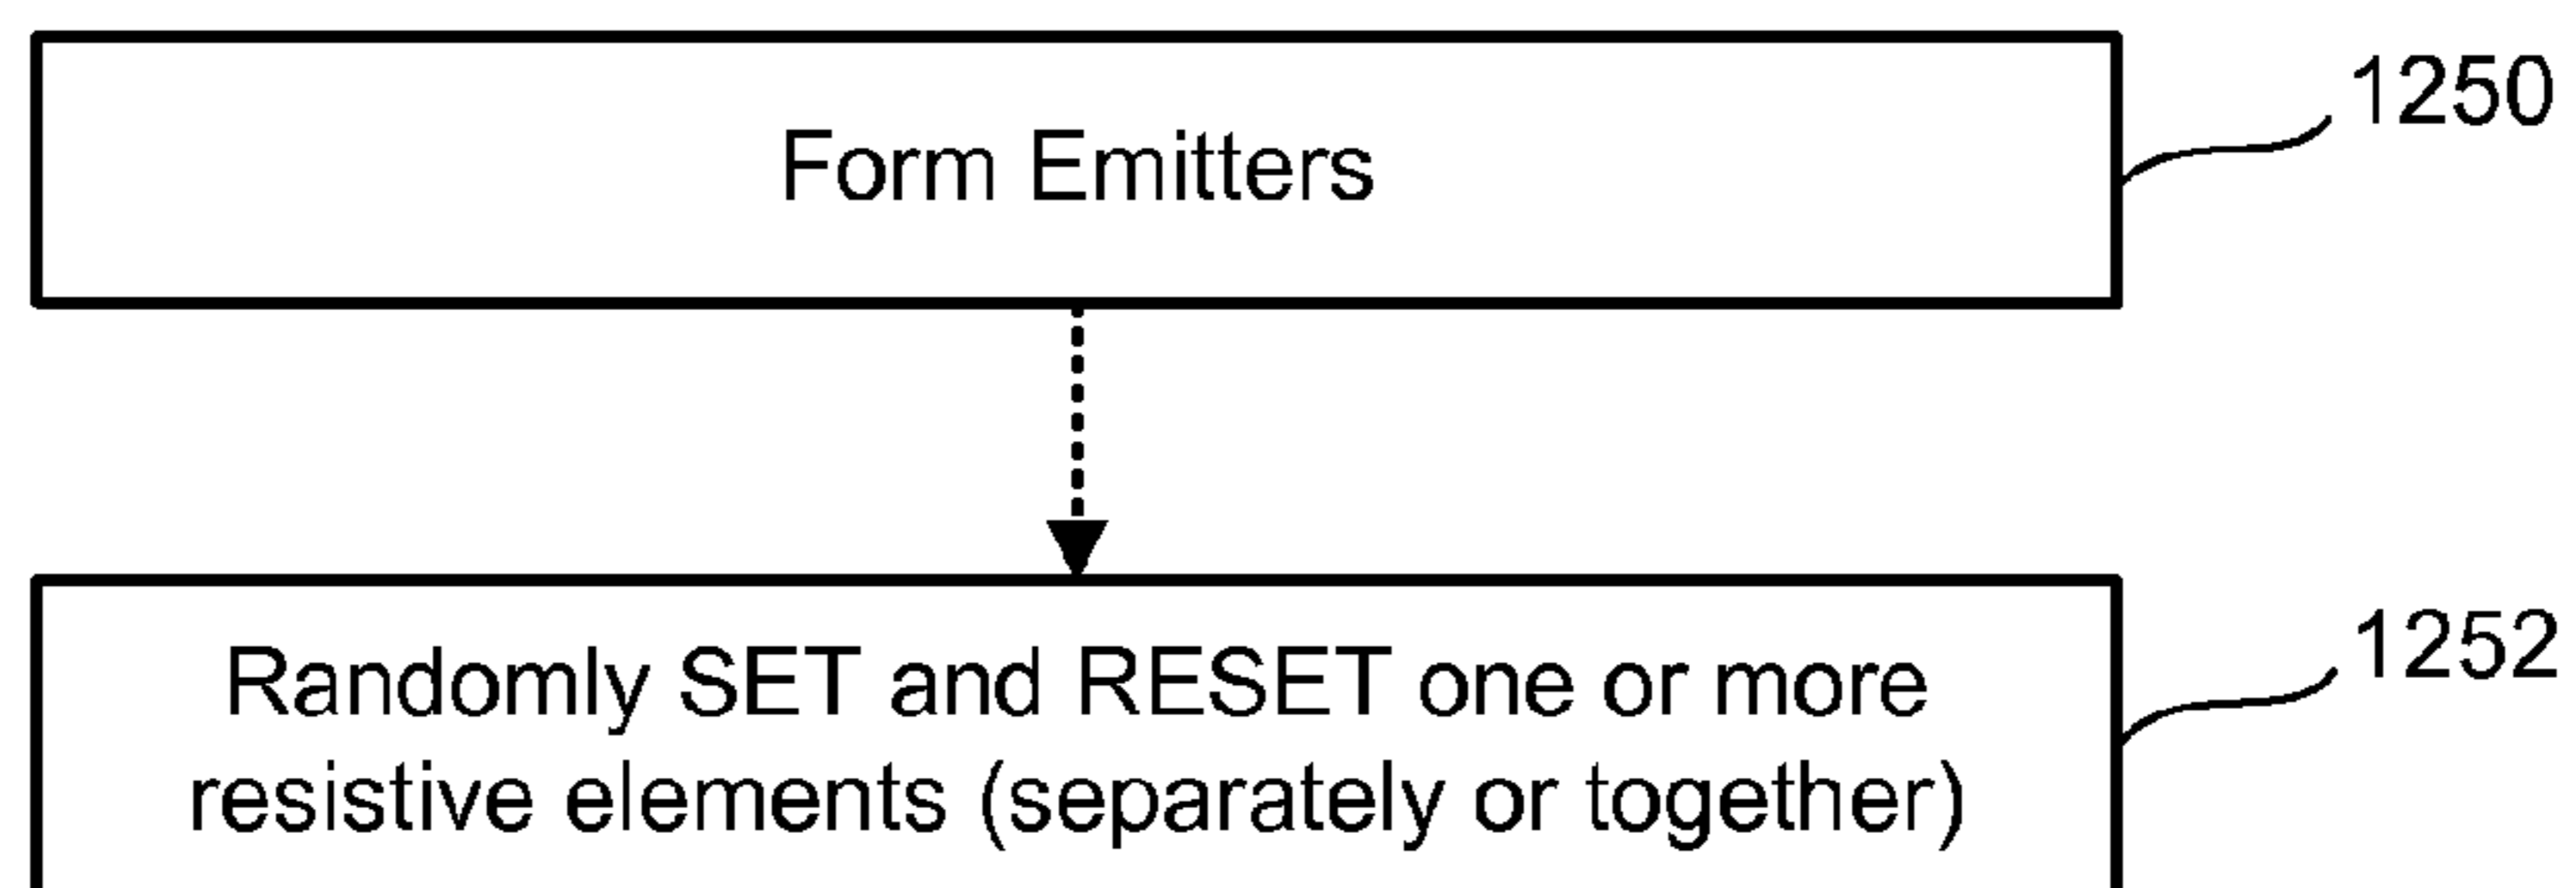 Form Emitters
1250
Randomly SET and RESET one or more
resistive elements (separately or together)
1252